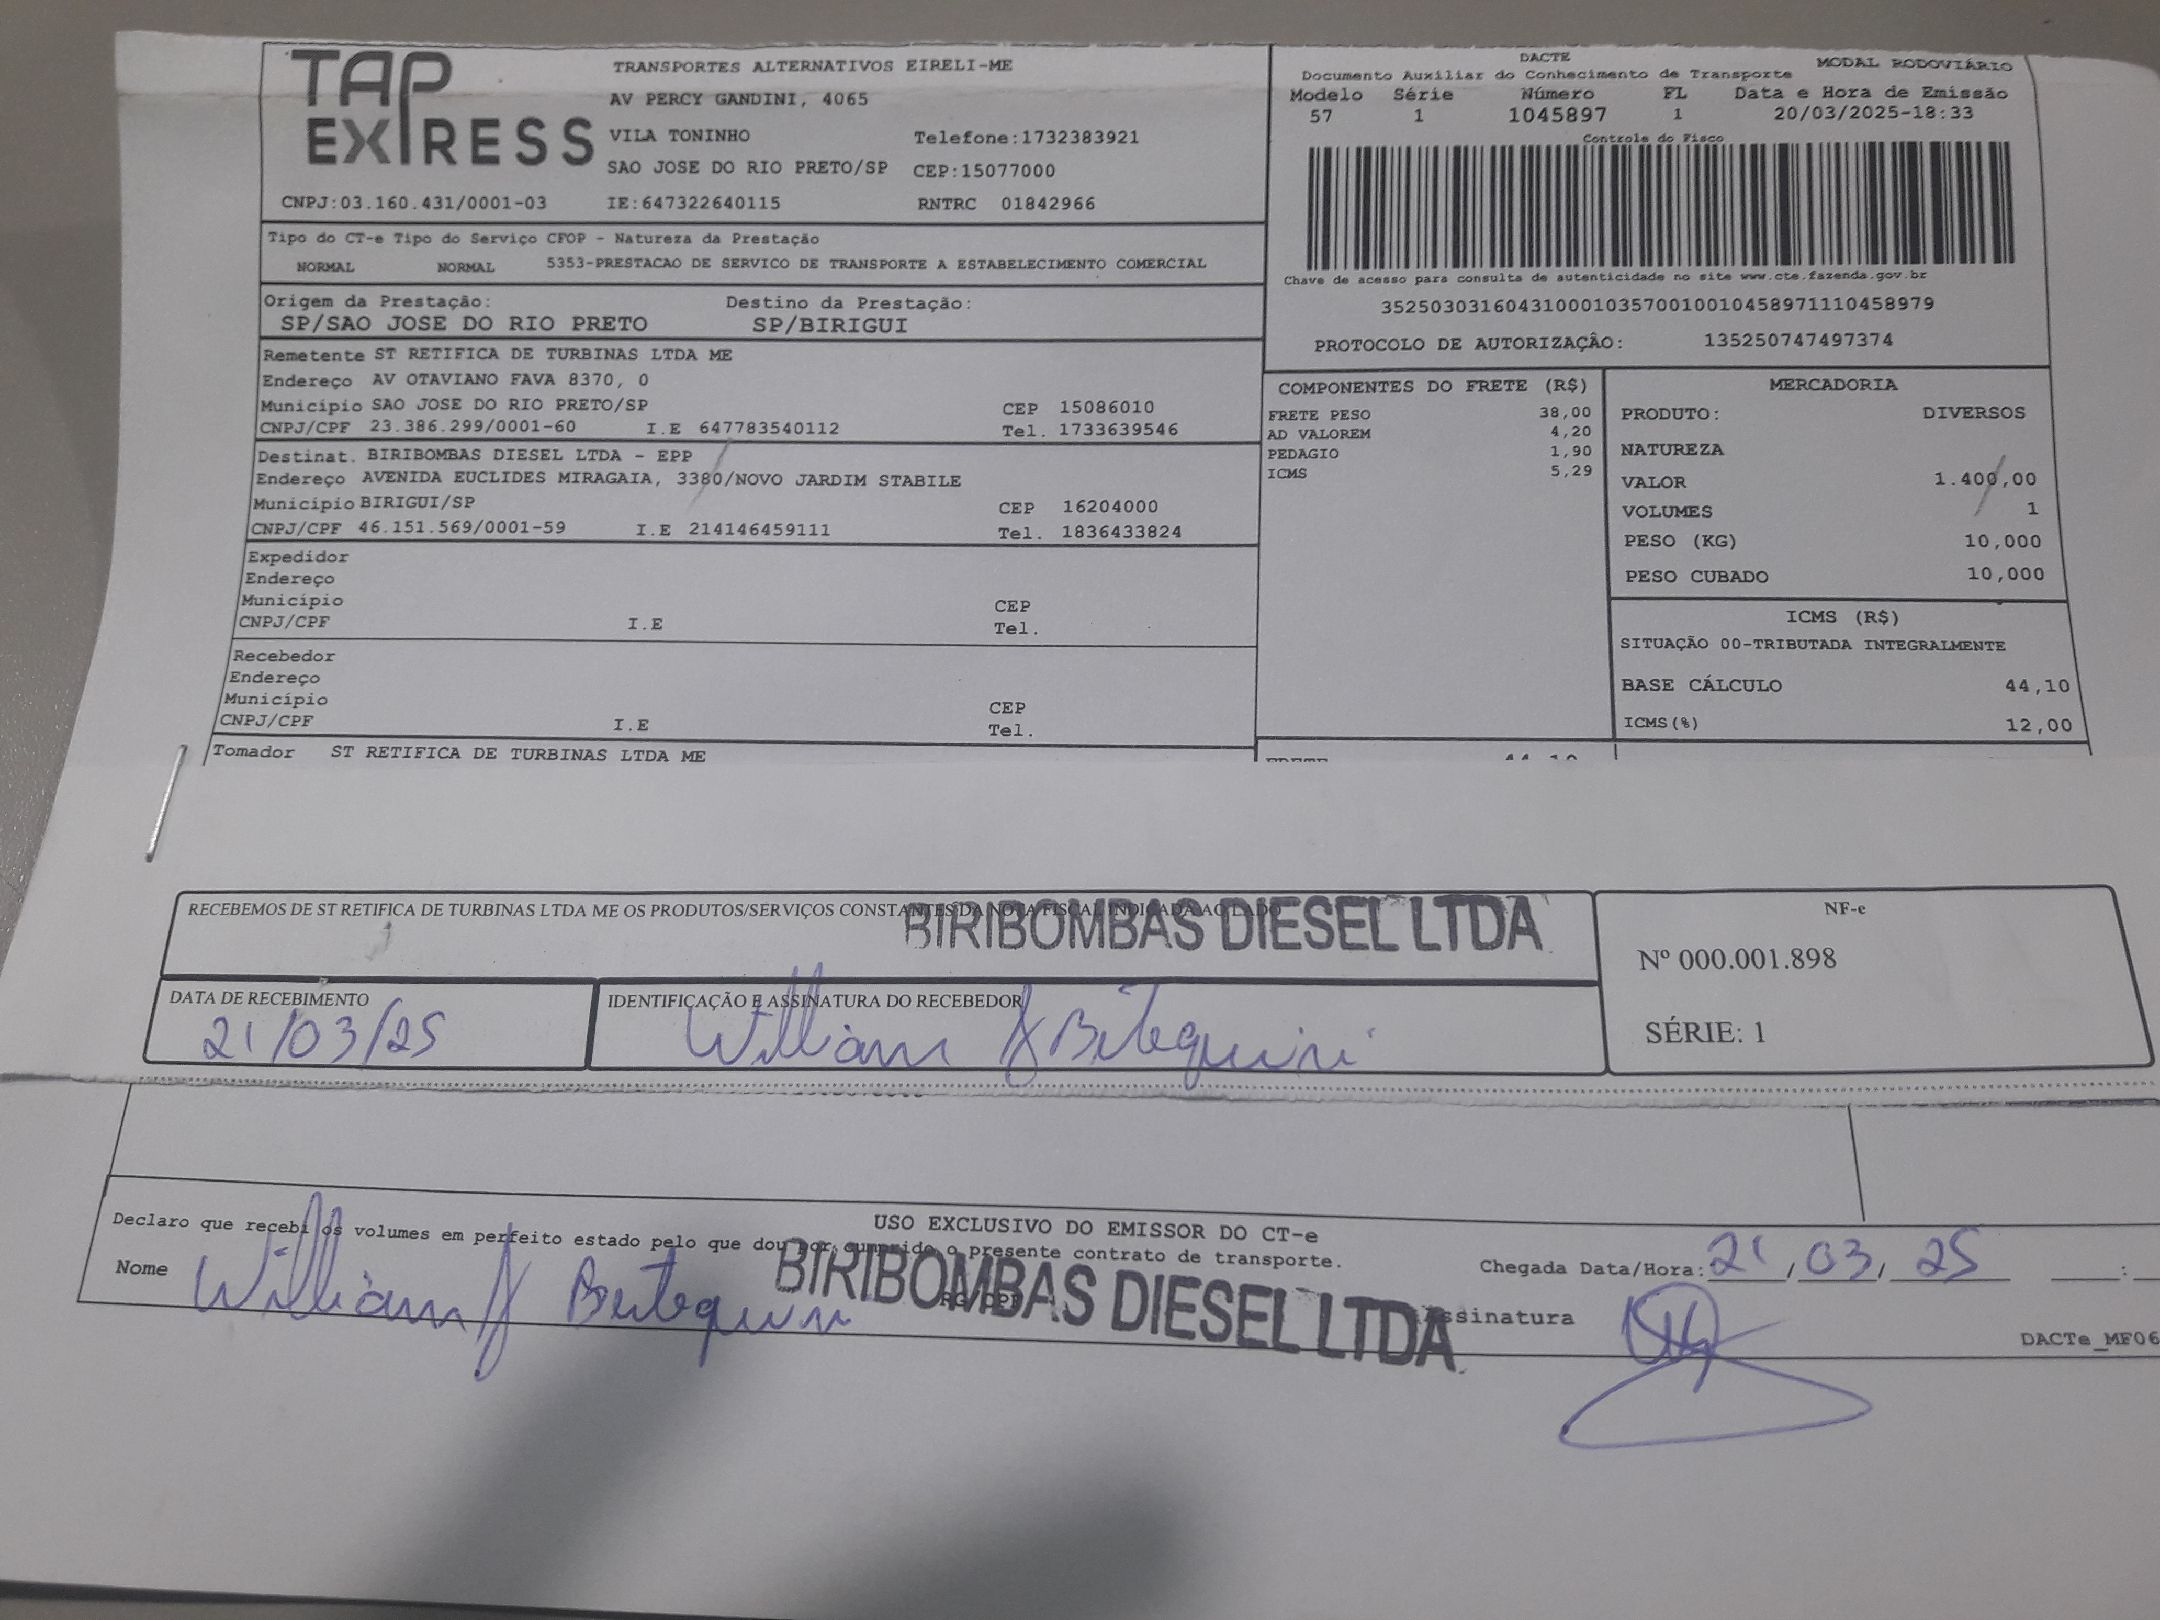 TAP EXPRESS
TRANSPORTES ALTERNATIVOS EIRELI-ME
AV PERCY GANDINI, 4065
VILA TONINHO Telefone:1732383921
SAO JOSE DO RIO PRETO/SP CEP:15077000
CNPJ:03.160.431/0001-03 IE:647322640115 RNTRC 01842966
DACTE MODAL RODOVIÁRIO
Documento Auxiliar do Conhecimento de Transporte
Modelo Série Número FL Data e Hora de Emissão
57 1 1045897 1 20/03/2025-18:33
Controle do Fisco
Chave de acesso para consulta de autenticidade no site www.cte.fazenda.gov.br
35250303160431000103570010010458971110458979
PROTOCOLO DE AUTORIZAÇÃO: 135250747497374
Tipo do CT-e Tipo do Serviço CFOP - Natureza da Prestação
NORMAL NORMAL 5353-PRESTACAO DE SERVICO DE TRANSPORTE A ESTABELECIMENTO COMERCIAL
Origem da Prestação: Destino da Prestação:
SP/SAO JOSE DO RIO PRETO SP/BIRIGUI
Remetente ST RETIFICA DE TURBINAS LTDA ME
Endereço AV OTAVIANO FAVA 8370, 0
Município SAO JOSE DO RIO PRETO/SP CEP 15086010
CNPJ/CPF 23.386.299/0001-60 I.E 647783540112 Tel. 1733639546
Destinat. BIRIBOMBAS DIESEL LTDA - EPP
Endereço AVENIDA EUCLIDES MIRAGAIA, 3380/NOVO JARDIM STABILE
Município BIRIGUI/SP CEP 16204000
CNPJ/CPF 46.151.569/0001-59 I.E 214146459111 Tel. 1836433824
Expedidor
Endereço
Município CEP
CNPJ/CPF I.E Tel.
Recebedor
Endereço
Município CEP
CNPJ/CPF I.E Tel.
Tomador ST RETIFICA DE TURBINAS LTDA ME
COMPONENTES DO FRETE (R$)
FRETE PESO 38,00
AD VALOREM 4,20
PEDAGIO 1,90
ICMS 5,29
FRETE 44,10
MERCADORIA
PRODUTO: DIVERSOS
NATUREZA
VALOR 1.400,00
VOLUMES 1
PESO (KG) 10,000
PESO CUBADO 10,000
ICMS (R$)
SITUAÇÃO 00-TRIBUTADA INTEGRALMENTE
BASE CÁLCULO 44,10
ICMS(%) 12,00
RECEBEMOS DE ST RETIFICA DE TURBINAS LTDA ME OS PRODUTOS/SERVIÇOS CONSTANTES DA NOTA FISCAL INDICADA AO LADO
BIRIBOMBAS DIESEL LTDA
DATA DE RECEBIMENTO
21/03/25
IDENTIFICAÇÃO E ASSINATURA DO RECEBEDOR
William
NF-e
Nº 000.001.898
SÉRIE: 1
USO EXCLUSIVO DO EMISSOR DO CT-e
Declaro que recebi os volumes em perfeito estado pelo que dou por cumprido o presente contrato de transporte.
Nome William
BIRIBOMBAS DIESEL LTDA
Chegada Data/Hora: 21/03/25 :
Assinatura
DACTe_MF06